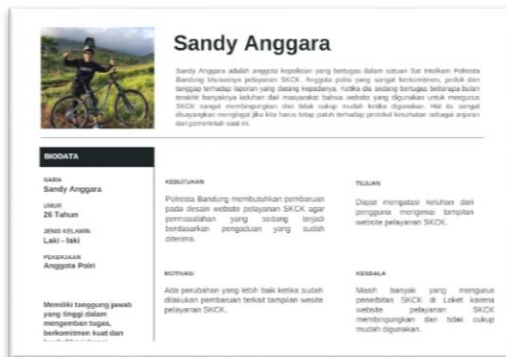 Sandy Anggara
Sandy Anggara adalah anggota kepolisian yang bertugas dalam satuan Sat Intelkam Polresta
Bandung khususnya pelayanan SKCK. Anggota polisi yang sangat berkomitmen, peduli dan
tanggap terhadap laporan yang datang kepadanya. Ketika dia sedang bertugas beberapa bulan
terakhir banyaknya keluhan dari masyarakat bahwa website yang digunakan untuk mengurus
SKCK sangat membingungkan dan tidak cukup mudah ketika digunakan. Hal itu sangat
disayangkan mengingat jika kita harus tetap patuh terhadap protokol kesehatan sebagai anjuran
dari pemerintah saat ini.
BIODATA
NAMA
Sandy Anggara
UMUR
26 Tahun
JENIS KELAMIN
Laki - laki
PEKERJAAN
Anggota Polri
Memiliki tanggung jawab
yang tinggi dalam
mengemban tugas,
berkomitmen kuat dan
KEBUTUHAN
Polresta Bandung membutuhkan pembaruan
pada desain website pelayanan SKCK agar
permasalahan yang sedang terjadi
berdasarkan pengaduan yang sudah
diterima.
TUJUAN
Dapat mengatasi keluhan dari
pengguna mengenai tampilan
website pelayanan SKCK.
MOTIVASI
Ada perubahan yang lebih baik ketika sudah
dilakukan pembaruan terkait tampilan wesite
pelayanan SKCK.
KENDALA
Masih banyak yang mengurus
penerbitan SKCK di Loket karena
website pelayanan SKCK
membingungkan dan tidak cukup
mudah digunakan.